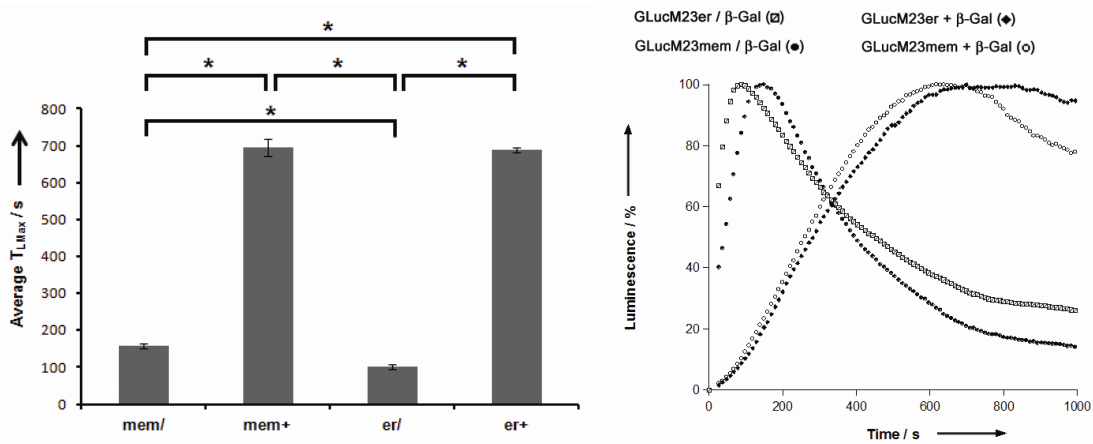 *
* * *
*
800
700
600
500
400
300
200
100
0
Average T_LMax / s
mem/ mem+ er/ er+
GLucM23er / β-Gal (⊠) GLucM23er + β-Gal (◆)
GLucM23mem / β-Gal (●) GLucM23mem + β-Gal (○)
100
80
60
40
20
0
Luminescence / %
0 200 400 600 800 1000
Time / s